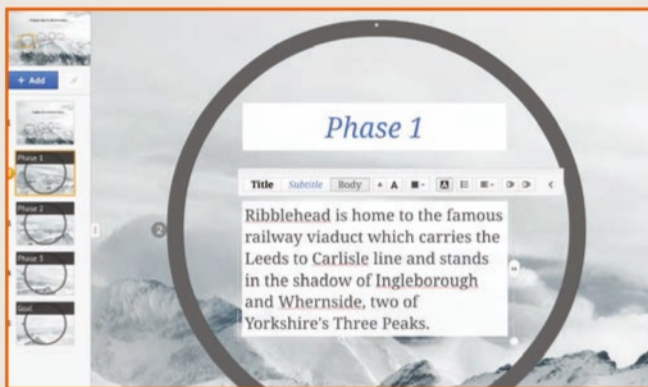 + Add
Phase 1
Phase 2
Phase 3
Goal
2
Phase 1
Title Subtitle Body A A A
Ribblehead is home to the famous
railway viaduct which carries the
Leeds to Carlisle line and stands
in the shadow of Ingleborough
and Whernside, two of
Yorkshire's Three Peaks.